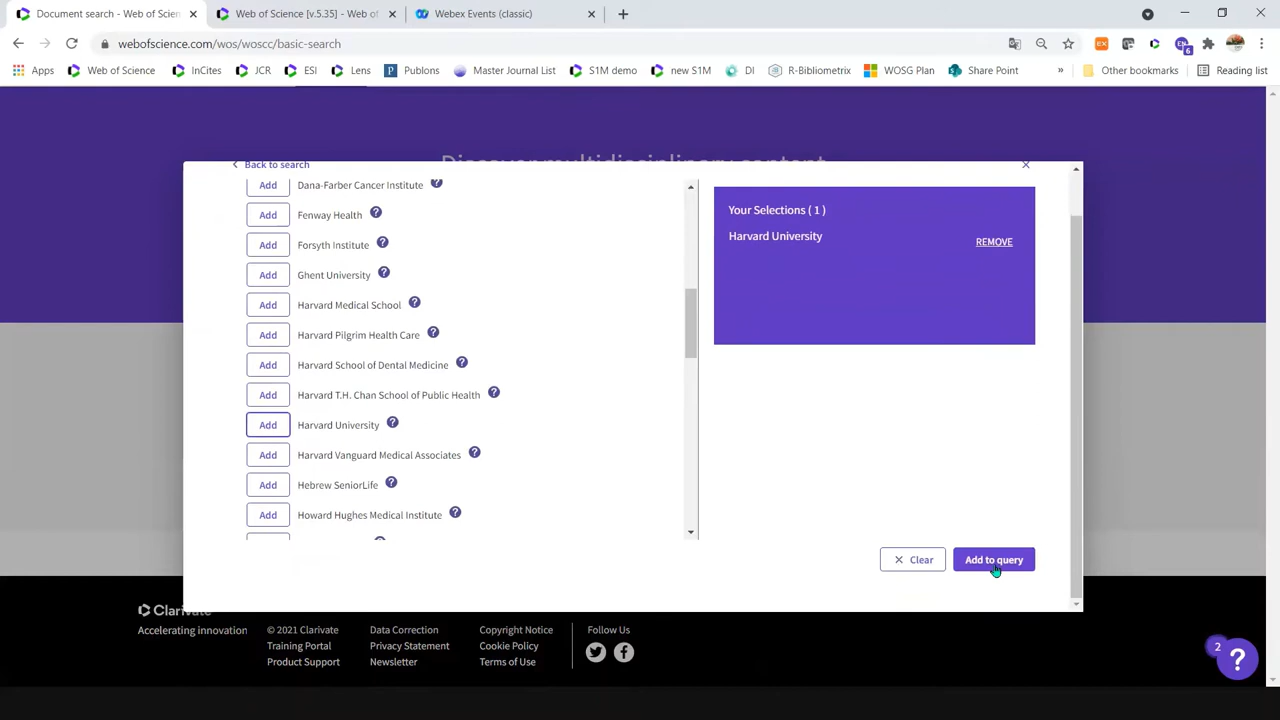 Document search - Web of Scien
Web of Science [v.5.35] - Web of
Webex Events (classic)
webofscience.com/wos/woscc/basic-search
EX
EN
6
Apps
Web of Science
InCites
JCR
ESI
Lens
Publons
Master Journal List
S1M demo
new S1M
DI
R-Bibliometrix
WOSG Plan
Share Point
»
Other bookmarks
Reading list
Discover multidisciplinary content
Back to search
Add Dana-Farber Cancer Institute ?
Add Fenway Health ?
Add Forsyth Institute ?
Add Ghent University ?
Add Harvard Medical School ?
Add Harvard Pilgrim Health Care ?
Add Harvard School of Dental Medicine ?
Add Harvard T.H. Chan School of Public Health ?
Add Harvard University ?
Add Harvard Vanguard Medical Associates ?
Add Hebrew SeniorLife ?
Add Howard Hughes Medical Institute ?
Your Selections ( 1 )
Harvard University
REMOVE
Clear
Add to query
Clarivate
Accelerating innovation
© 2021 Clarivate
Training Portal
Product Support
Data Correction
Privacy Statement
Newsletter
Copyright Notice
Cookie Policy
Terms of Use
Follow Us
2
?